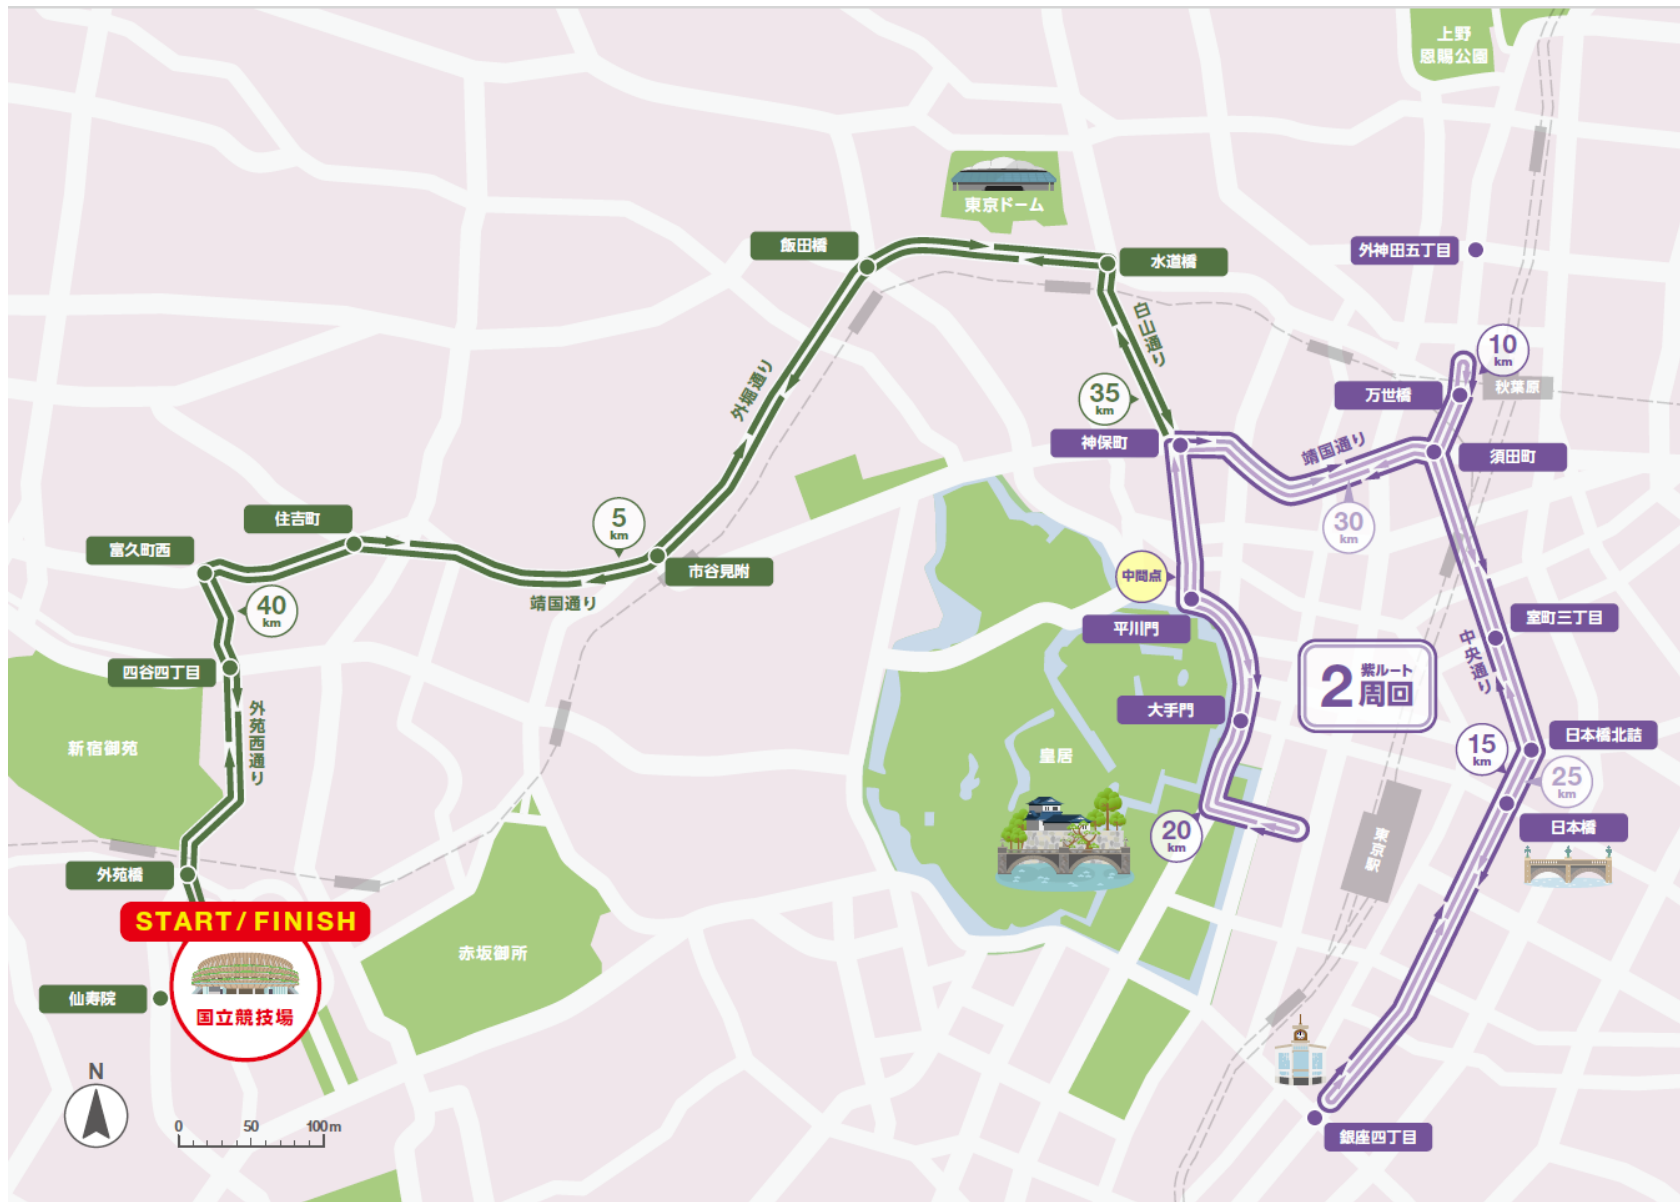 上野
恩賜公園
東京ドーム
飯田橋
水道橋
外神田五丁目
白山通り
10
km
秋葉原
万世橋
外堀通り
35
km
神保町
靖国通り
須田町
30
km
住吉町
5
km
富久町西
市谷見附
靖国通り
中間点
平川門
40
km
四谷四丁目
外苑西通り
新宿御苑
大手門
皇居
2
紫ルート
周回
室町三丁目
中央通り
15
km
日本橋北詰
25
km
日本橋
20
km
東京駅
外苑橋
START/FINISH
国立競技場
仙寿院
赤坂御所
銀座四丁目
N
0
50
100m